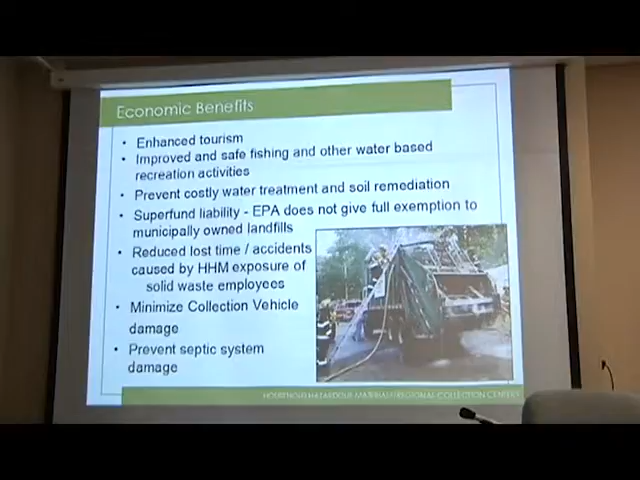 Economic Benefits
• Enhanced tourism
• Improved and safe fishing and other water based
recreation activities
• Prevent costly water treatment and soil remediation
• Superfund liability - EPA does not give full exemption to
municipally owned landfills
• Reduced lost time / accidents
caused by HHM exposure of
solid waste employees
• Minimize Collection Vehicle
damage
• Prevent septic system
damage
HOUSEHOLD HAZARDOUS MATERIALS REGIONAL COLLECTION CENTERS